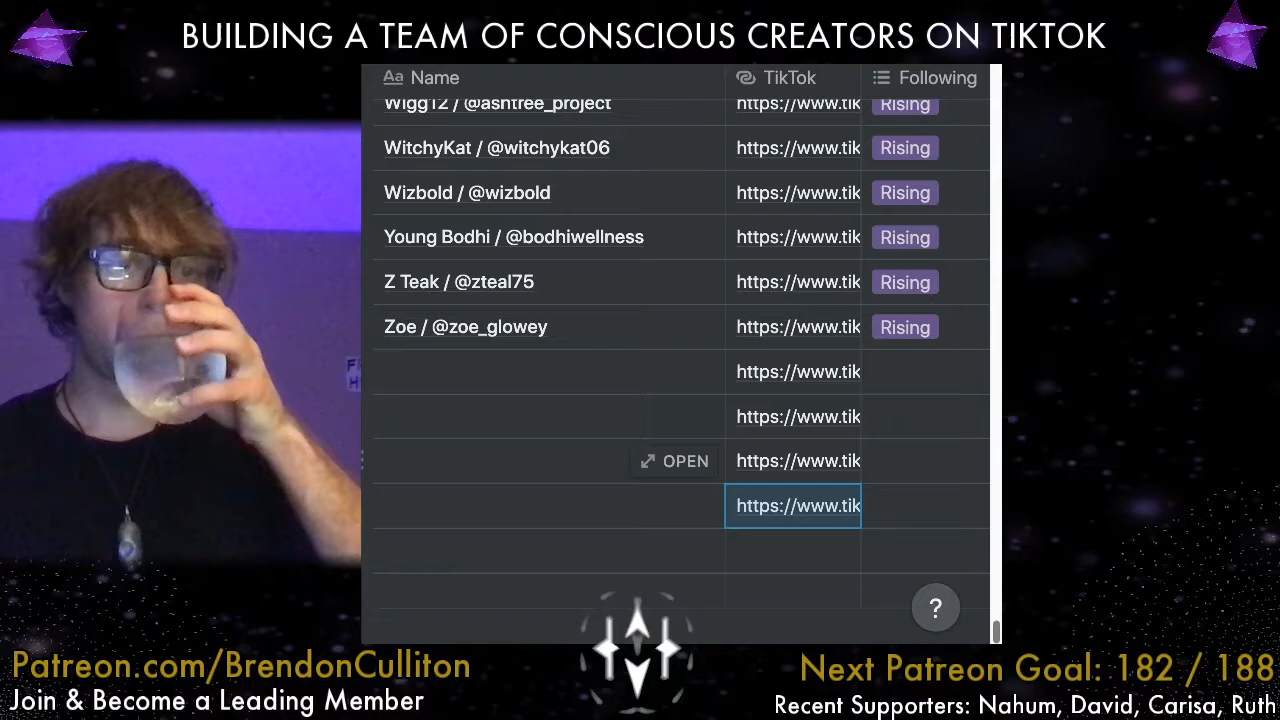 BUILDING A TEAM OF CONSCIOUS CREATORS ON TIKTOK
Aa Name TikTok Following
Wigg12 / @ashtree_project https://www.tik Rising
WitchyKat / @witchykat06 https://www.tik Rising
Wizbold / @wizbold https://www.tik Rising
Young Bodhi / @bodhiwellness https://www.tik Rising
Z Teak / @zteal75 https://www.tik Rising
Zoe / @zoe_glowey https://www.tik Rising
https://www.tik
https://www.tik
OPEN https://www.tik
https://www.tik
?
Patreon.com/BrendonCulliton
Join & Become a Leading Member
Next Patreon Goal: 182 / 188
Recent Supporters: Nahum, David, Carisa, Ruth